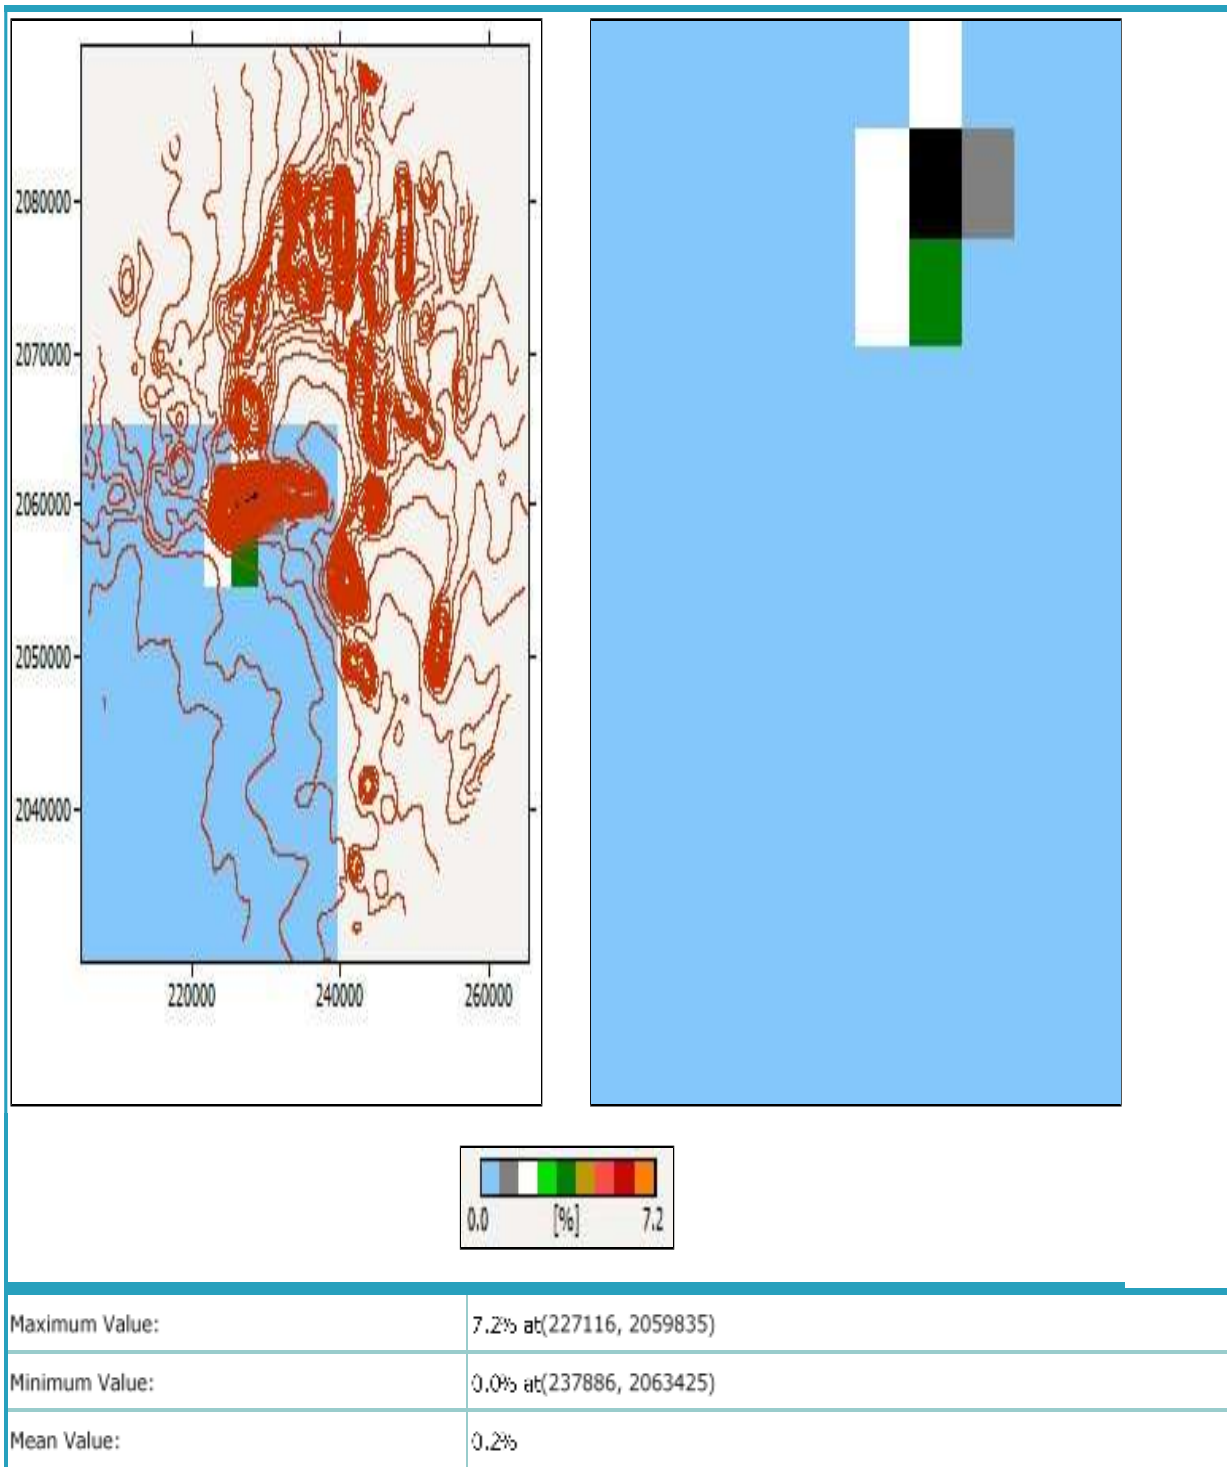 2080000
2070000
2060000
2050000
2040000
220000 240000 260000
0.0 [%] 7.2
Maximum Value: 7.2% at(227116, 2059835)
Minimum Value: 0.0% at(237886, 2063425)
Mean Value: 0.2%